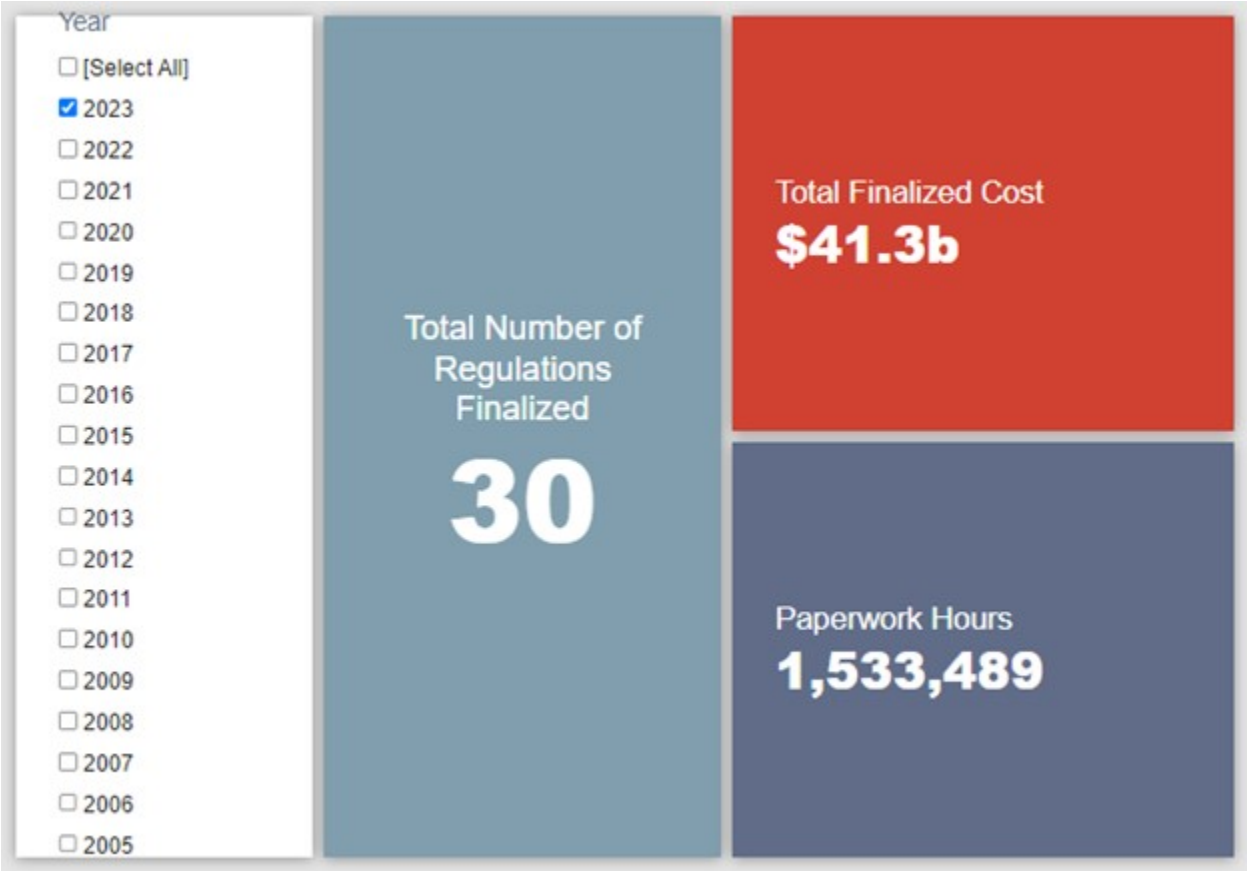 Year
[Select All]
2023
2022
2021
2020
2019
2018
2017
2016
2015
2014
2013
2012
2011
2010
2009
2008
2007
2006
2005
Total Number of
Regulations
Finalized
30
Total Finalized Cost
$41.3b
Paperwork Hours
1,533,489